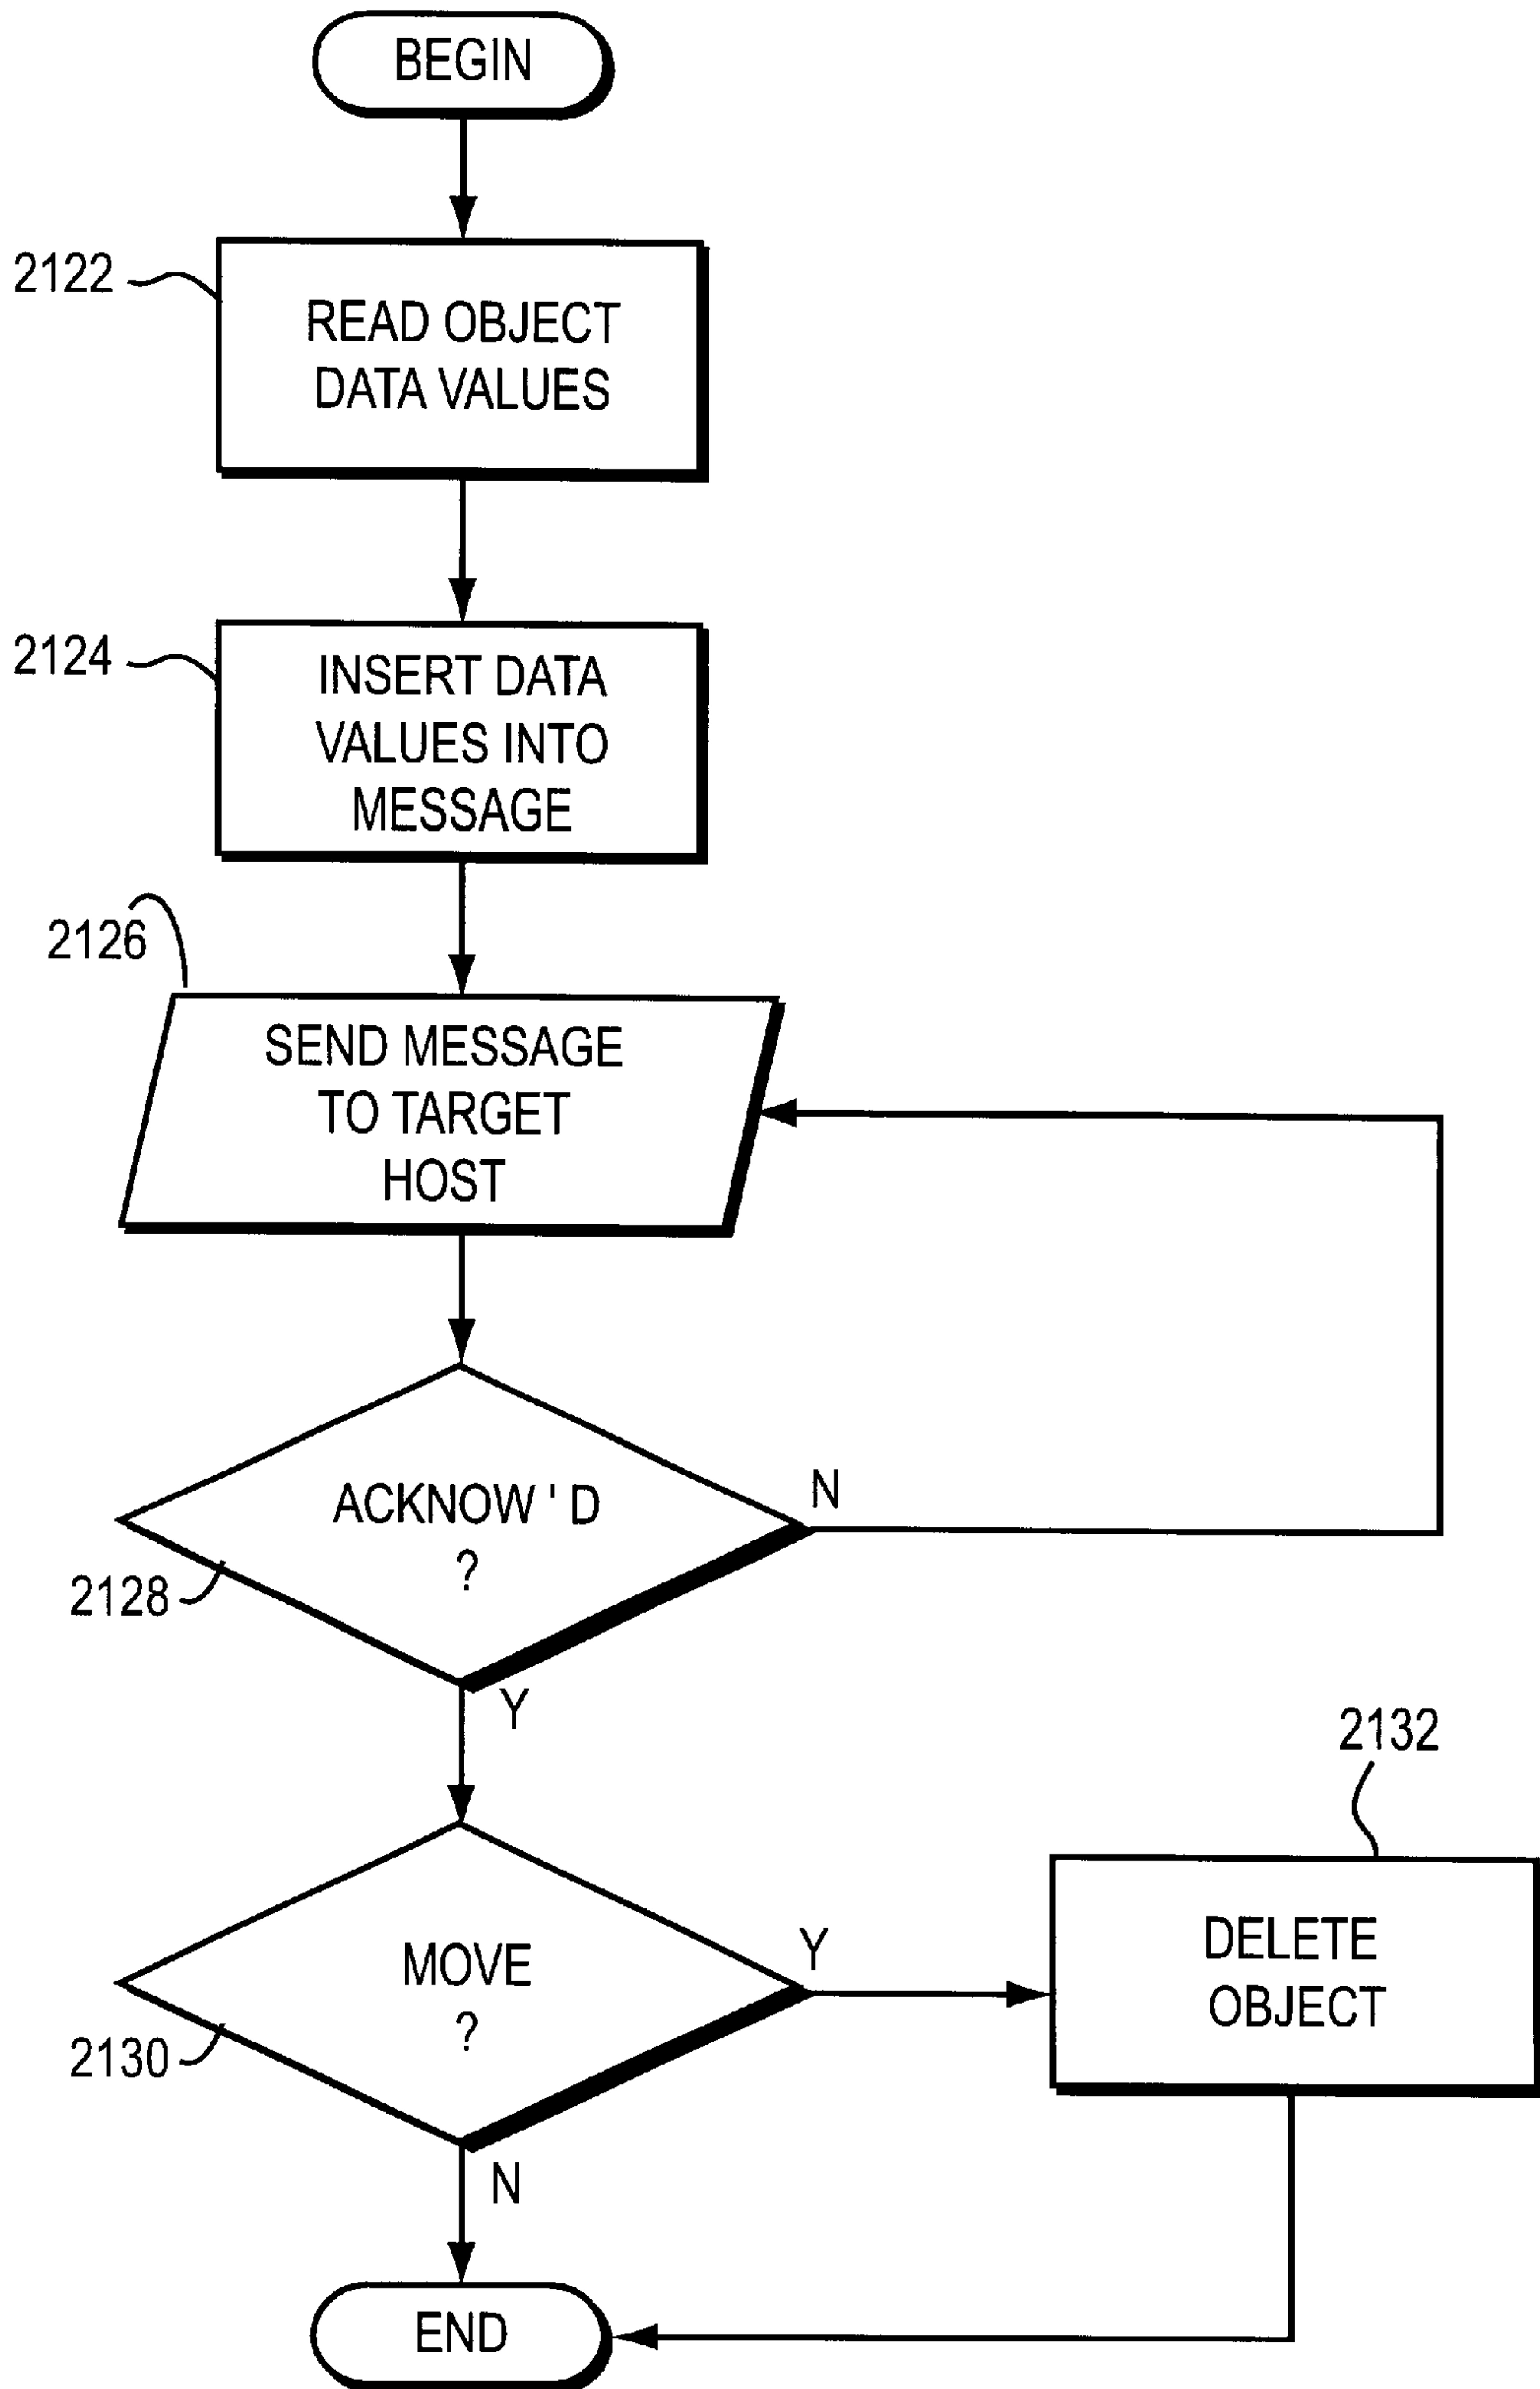 BEGIN
2122
READ OBJECT
DATA VALUES
2124
INSERT DATA
VALUES INTO
MESSAGE
2126
SEND MESSAGE
TO TARGET
HOST
ACKNOW ' D
?
N
2128
Y
2132
MOVE
?
Y
2130
DELETE
OBJECT
N
END